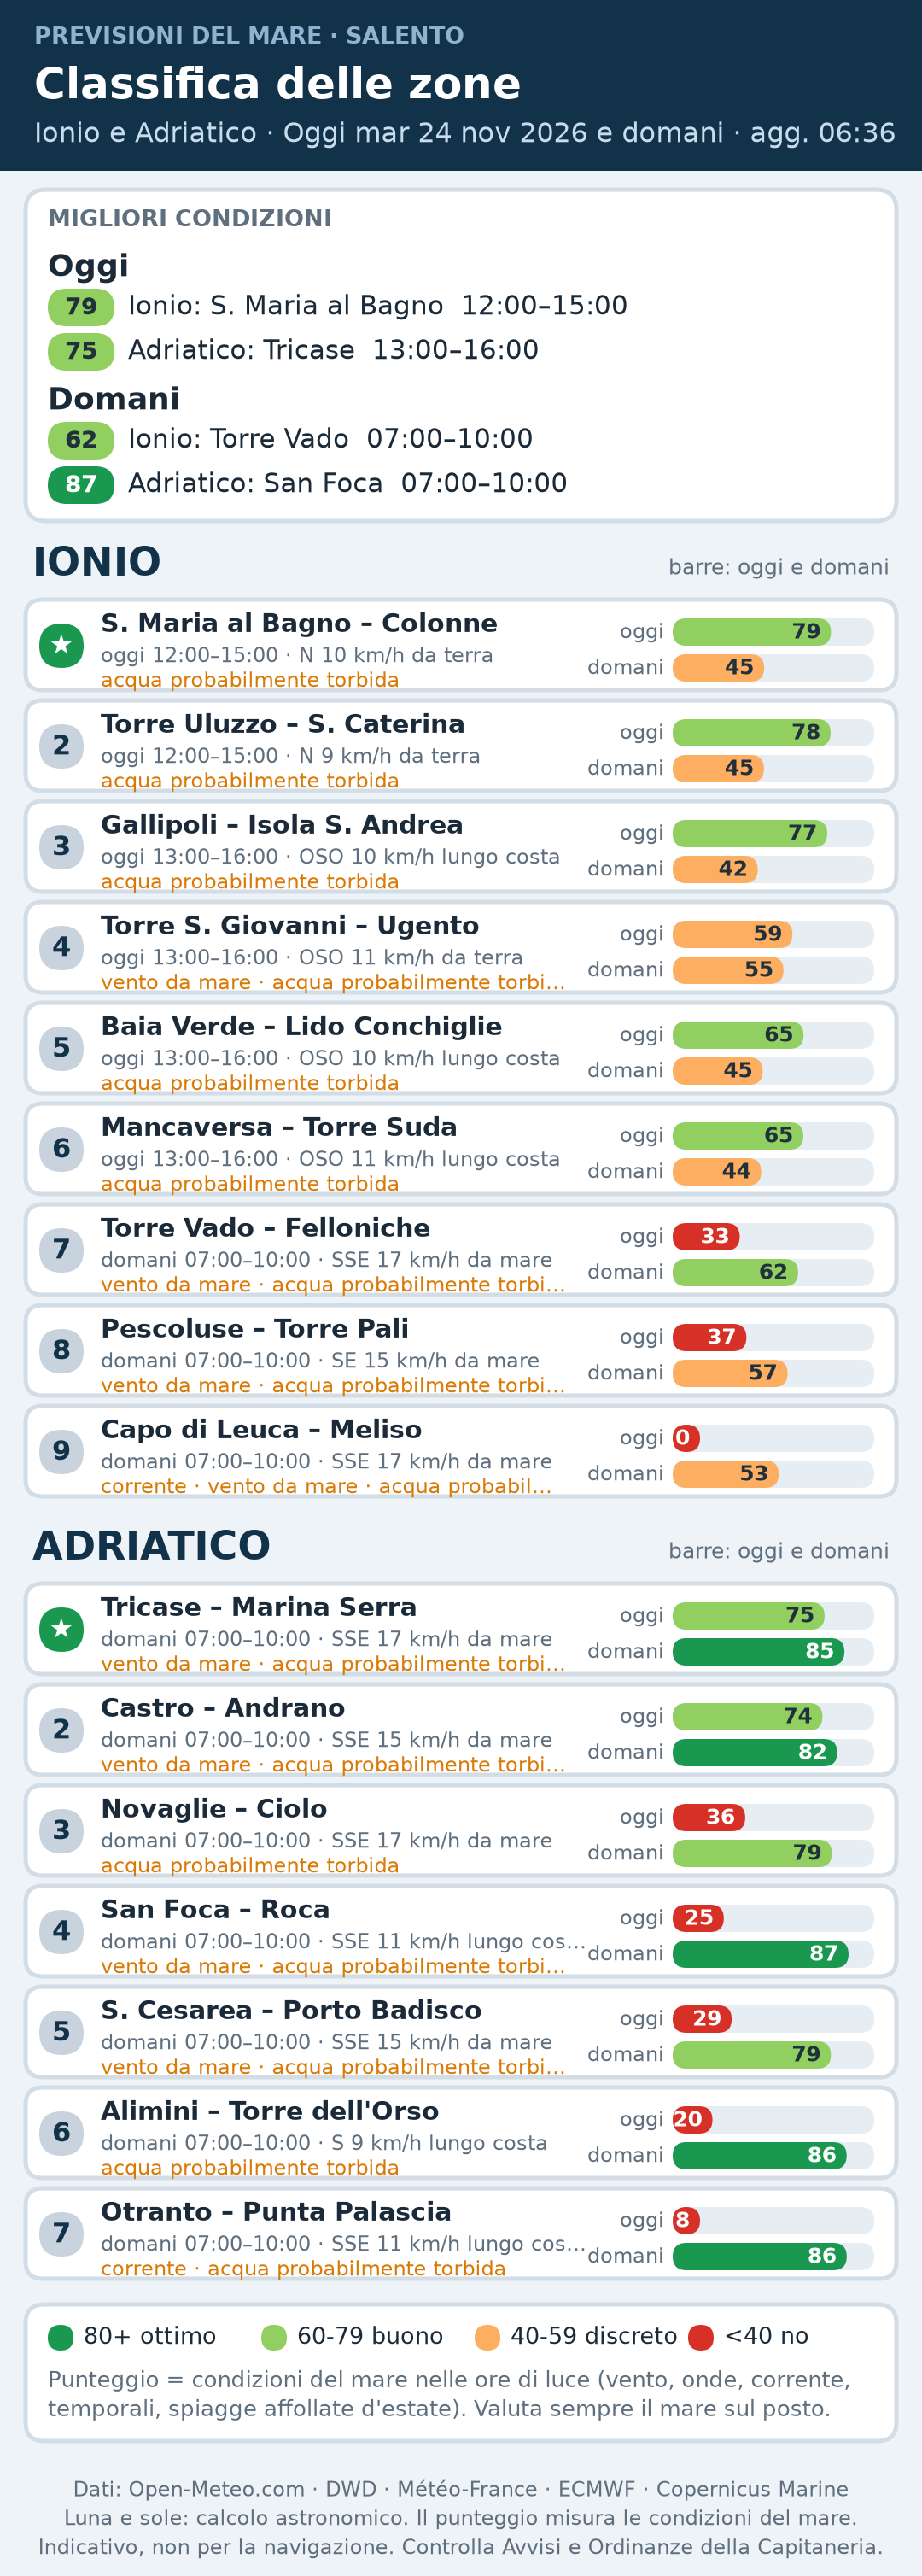 PREVISIONI DEL MARE · SALENTO
Classifica delle zone
Ionio e Adriatico · Oggi mar 24 nov 2026 e domani · agg. 06:36
MIGLIORI CONDIZIONI
Oggi
79 Ionio: S. Maria al Bagno 12:00–15:00
75 Adriatico: Tricase 13:00–16:00
Domani
62 Ionio: Torre Vado 07:00–10:00
87 Adriatico: San Foca 07:00–10:00
IONIO barre: oggi e domani
★ S. Maria al Bagno – Colonne
oggi 12:00–15:00 · N 10 km/h da terra
acqua probabilmente torbida
oggi 79
domani 45
2 Torre Uluzzo – S. Caterina
oggi 12:00–15:00 · N 9 km/h da terra
acqua probabilmente torbida
oggi 78
domani 45
3 Gallipoli – Isola S. Andrea
oggi 13:00–16:00 · OSO 10 km/h lungo costa
acqua probabilmente torbida
oggi 77
domani 42
4 Torre S. Giovanni – Ugento
oggi 13:00–16:00 · OSO 11 km/h da terra
vento da mare · acqua probabilmente torbi…
oggi 59
domani 55
5 Baia Verde – Lido Conchiglie
oggi 13:00–16:00 · OSO 10 km/h lungo costa
acqua probabilmente torbida
oggi 65
domani 45
6 Mancaversa – Torre Suda
oggi 13:00–16:00 · OSO 11 km/h lungo costa
acqua probabilmente torbida
oggi 65
domani 44
7 Torre Vado – Felloniche
domani 07:00–10:00 · SSE 17 km/h da mare
vento da mare · acqua probabilmente torbi…
oggi 33
domani 62
8 Pescoluse – Torre Pali
domani 07:00–10:00 · SE 15 km/h da mare
vento da mare · acqua probabilmente torbi…
oggi 37
domani 57
9 Capo di Leuca – Meliso
domani 07:00–10:00 · SSE 17 km/h da mare
corrente · vento da mare · acqua probabil…
oggi 0
domani 53
ADRIATICO barre: oggi e domani
★ Tricase – Marina Serra
domani 07:00–10:00 · SSE 17 km/h da mare
vento da mare · acqua probabilmente torbi…
oggi 75
domani 85
2 Castro – Andrano
domani 07:00–10:00 · SSE 15 km/h da mare
vento da mare · acqua probabilmente torbi…
oggi 74
domani 82
3 Novaglie – Ciolo
domani 07:00–10:00 · SSE 17 km/h da mare
acqua probabilmente torbida
oggi 36
domani 79
4 San Foca – Roca
domani 07:00–10:00 · SSE 11 km/h lungo cos…
vento da mare · acqua probabilmente torbi…
oggi 25
domani 87
5 S. Cesarea – Porto Badisco
domani 07:00–10:00 · SSE 15 km/h da mare
vento da mare · acqua probabilmente torbi…
oggi 29
domani 79
6 Alimini – Torre dell'Orso
domani 07:00–10:00 · S 9 km/h lungo costa
acqua probabilmente torbida
oggi 20
domani 86
7 Otranto – Punta Palascia
domani 07:00–10:00 · SSE 11 km/h lungo cos…
corrente · acqua probabilmente torbida
oggi 8
domani 86
80+ ottimo 60-79 buono 40-59 discreto <40 no
Punteggio = condizioni del mare nelle ore di luce (vento, onde, corrente,
temporali, spiagge affollate d'estate). Valuta sempre il mare sul posto.
Dati: Open-Meteo.com · DWD · Météo-France · ECMWF · Copernicus Marine
Luna e sole: calcolo astronomico. Il punteggio misura le condizioni del mare.
Indicativo, non per la navigazione. Controlla Avvisi e Ordinanze della Capitaneria.